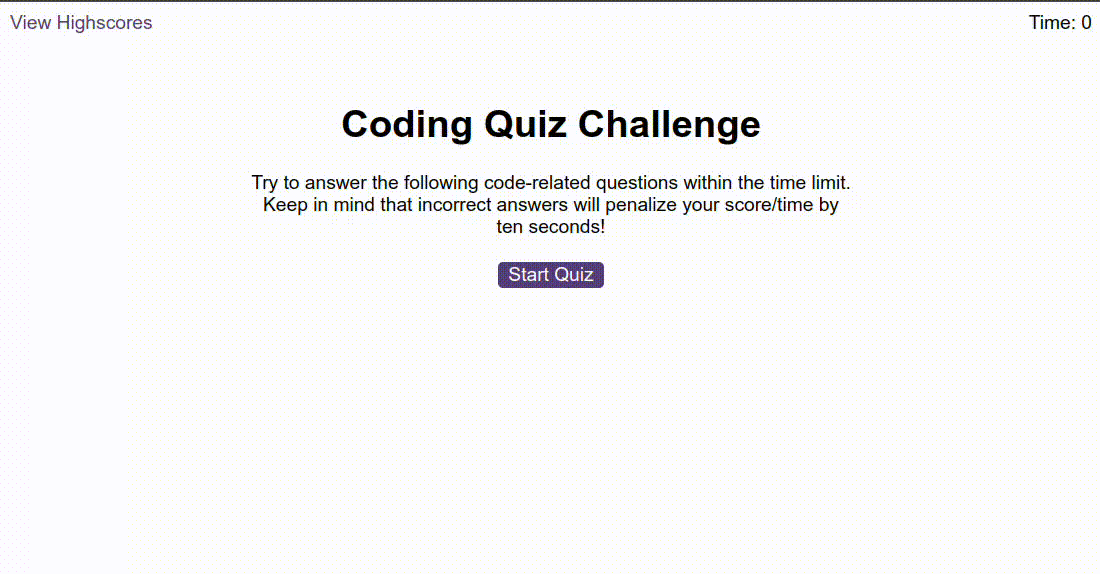 View Highscores
Time: 0
Coding Quiz Challenge
Try to answer the following code-related questions within the time limit.
Keep in mind that incorrect answers will penalize your score/time by
ten seconds!
Start Quiz